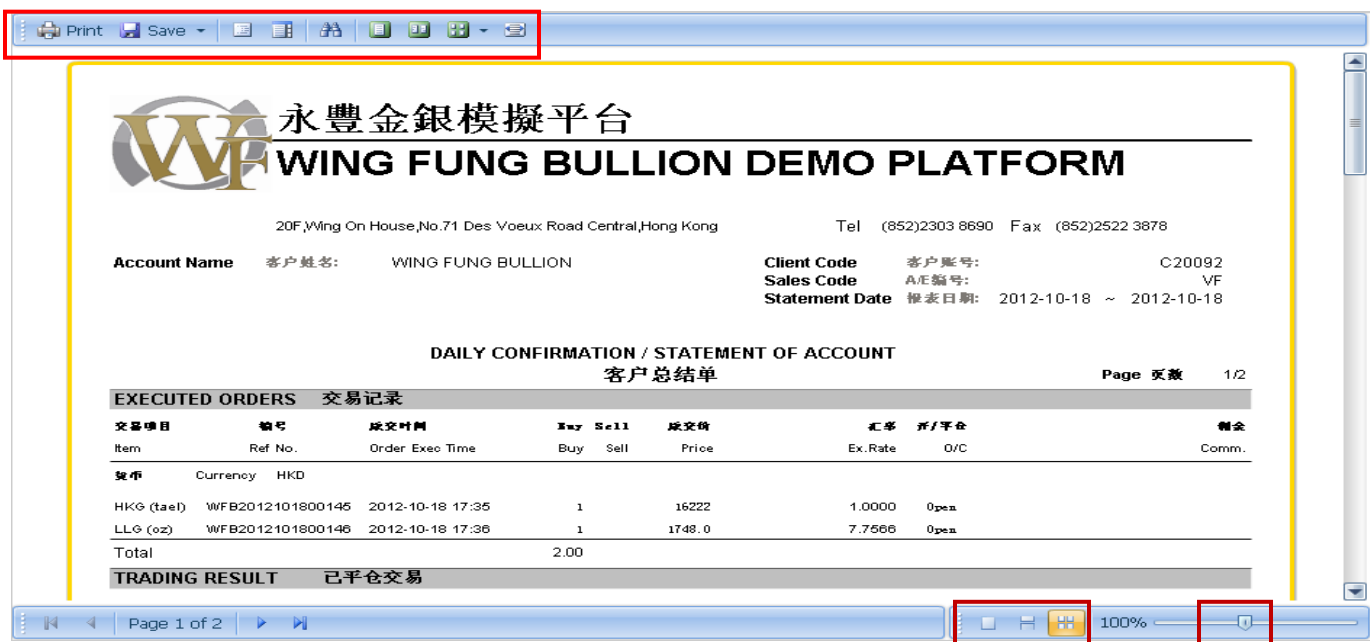 Print Save
永豐金銀模擬平台
WF WING FUNG BULLION DEMO PLATFORM
20F,Wing On House,No.71 Des Voeux Road Central,Hong Kong Tel (852)2303 8690 Fax (852)2522 3878
Account Name 客户姓名: WING FUNG BULLION Client Code 客户账号: C20092
Sales Code A/E编号: VF
Statement Date 报表日期: 2012-10-18 ~ 2012-10-18
DAILY CONFIRMATION / STATEMENT OF ACCOUNT
客户总结单 Page 页数 1/2
EXECUTED ORDERS 交易记录
交易项目 编号 成交时间 Buy Sell 成交价 汇率 开/平仓 佣金
Item Ref No. Order Exec Time Buy Sell Price Ex.Rate O/C Comm.
货币 Currency HKD
HKG (tael) WFB2012101800145 2012-10-18 17:35 1 16222 1.0000 Open
LLG (oz) WFB2012101800146 2012-10-18 17:36 1 1748.0 7.7566 Open
Total 2.00
TRADING RESULT 已平仓交易
Page 1 of 2 100%